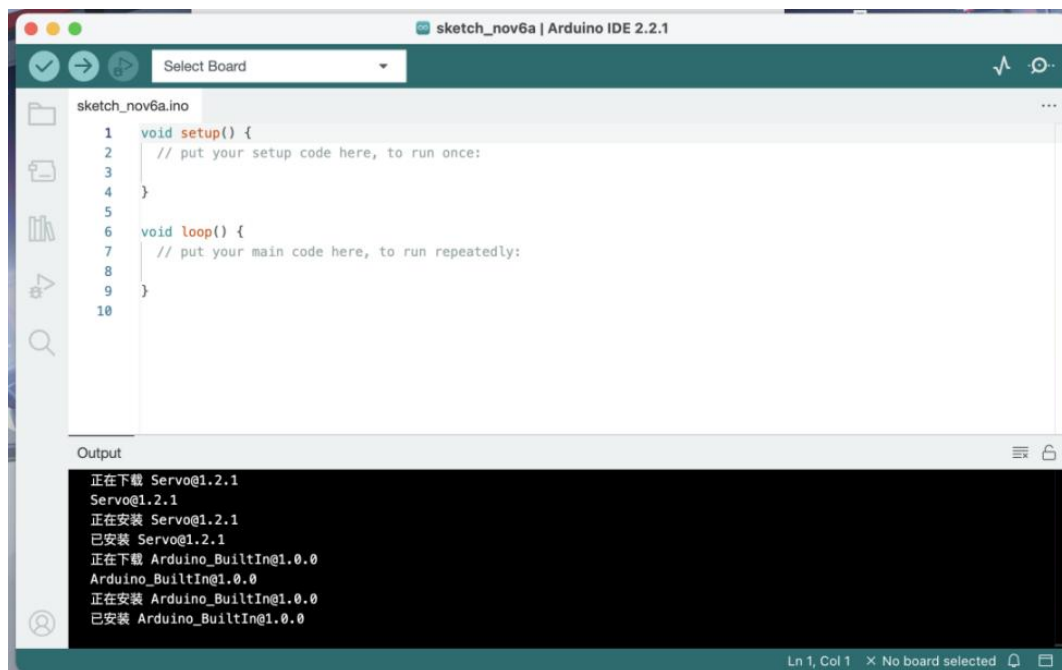 sketch_nov6a | Arduino IDE 2.2.1
Select Board
sketch_nov6a.ino
...
1 void setup() {
2 // put your setup code here, to run once:
3
4 }
5
6 void loop() {
7 // put your main code here, to run repeatedly:
8
9 }
10
Output
正在下载 Servo@1.2.1
Servo@1.2.1
正在安装 Servo@1.2.1
已安装 Servo@1.2.1
正在下载 Arduino_BuiltIn@1.0.0
Arduino_BuiltIn@1.0.0
正在安装 Arduino_BuiltIn@1.0.0
已安装 Arduino_BuiltIn@1.0.0
Ln 1, Col 1 × No board selected